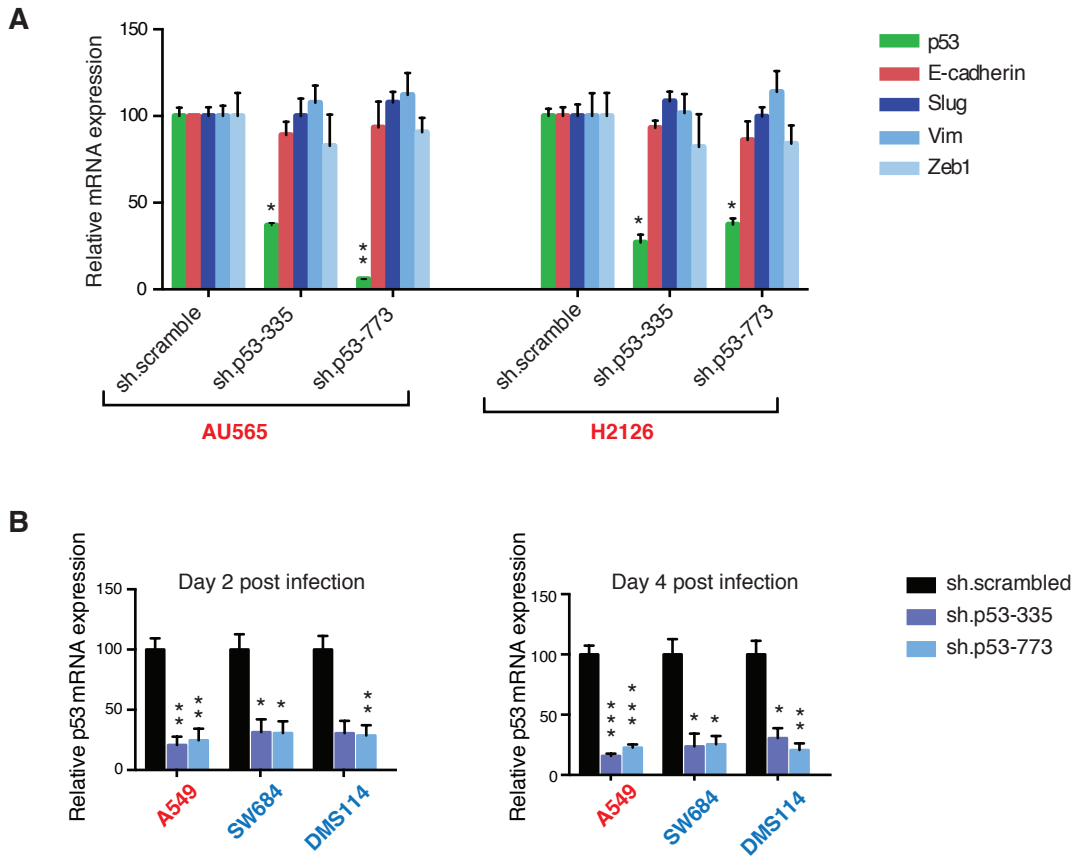 A
Relative mRNA expression
150
100
50
0
* ** * *
p53
E-cadherin
Slug
Vim
Zeb1
sh.scramble sh.p53-335 sh.p53-773 sh.scramble sh.p53-335 sh.p53-773
AU565 H2126
B
Relative p53 mRNA expression
Day 2 post infection
150
100
50
0
** ** * * **
A549 SW684 DMS114
Relative p53 mRNA expression
Day 4 post infection
150
100
50
0
*** *** * * * **
A549 SW684 DMS114
sh.scrambled
sh.p53-335
sh.p53-773